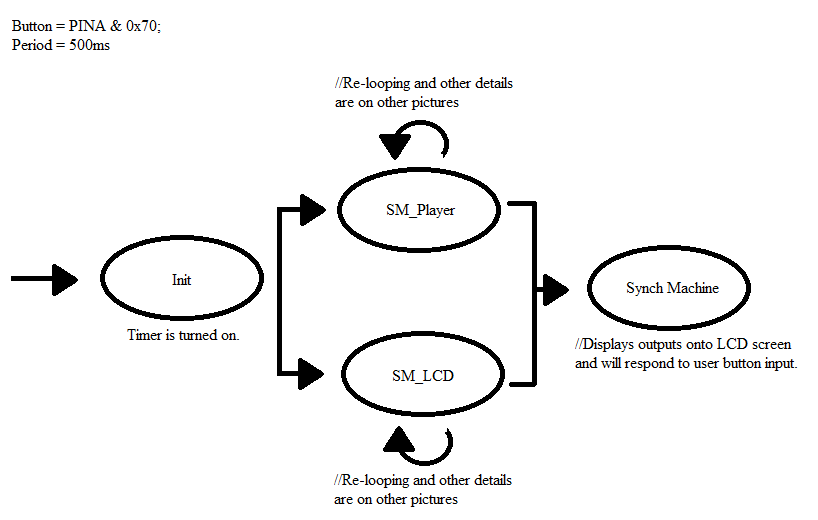 Button = PINA & 0x70;
Period = 500ms
//Re-looping and other details
are on other pictures
SM_Player
Init
Timer is turned on.
Synch Machine
//Displays outputs onto LCD screen
and will respond to user button input.
SM_LCD
//Re-looping and other details
are on other pictures